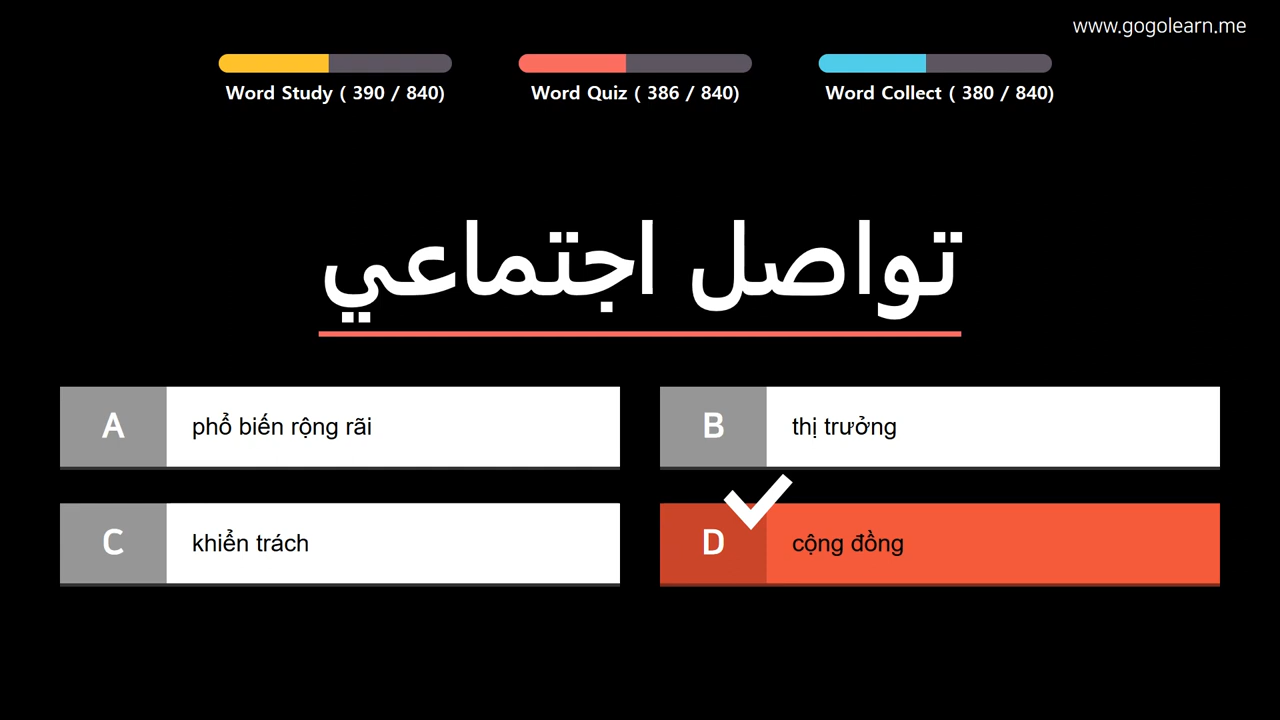 www.gogolearn.me
Word Study ( 390 / 840)
Word Quiz ( 386 / 840)
Word Collect ( 380 / 840)
تواصل اجتماعي
A phổ biến rộng rãi
B thị trưởng
C khiển trách
D cộng đồng